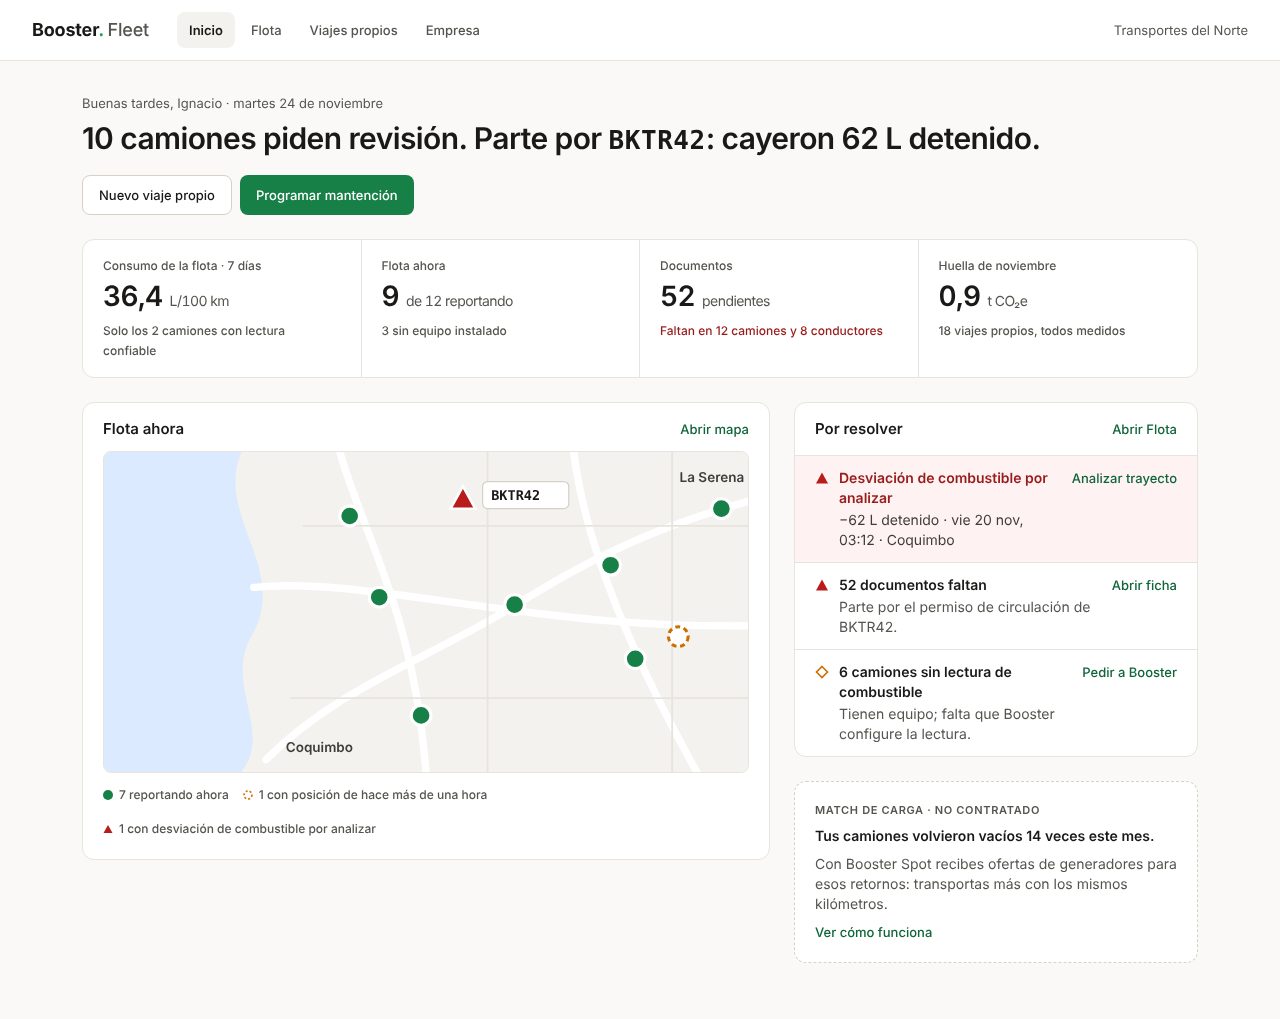 Booster. Fleet
Inicio
Flota
Viajes propios
Empresa
Transportes del Norte
Buenas tardes, Ignacio · martes 24 de noviembre
10 camiones piden revisión. Parte por BKTR42: cayeron 62 L detenido.
Nuevo viaje propio
Programar mantención
Consumo de la flota · 7 días
36,4 L/100 km
Solo los 2 camiones con lectura
confiable
Flota ahora
9 de 12 reportando
3 sin equipo instalado
Documentos
52 pendientes
Faltan en 12 camiones y 8 conductores
Huella de noviembre
0,9 t CO₂e
18 viajes propios, todos medidos
Flota ahora
Abrir mapa
La Serena
BKTR42
Coquimbo
7 reportando ahora
1 con posición de hace más de una hora
1 con desviación de combustible por analizar
Por resolver
Abrir Flota
Desviación de combustible por
analizar
Analizar trayecto
−62 L detenido · vie 20 nov,
03:12 · Coquimbo
52 documentos faltan
Abrir ficha
Parte por el permiso de circulación de
BKTR42.
6 camiones sin lectura de
combustible
Pedir a Booster
Tienen equipo; falta que Booster
configure la lectura.
MATCH DE CARGA · NO CONTRATADO
Tus camiones volvieron vacíos 14 veces este mes.
Con Booster Spot recibes ofertas de generadores para
esos retornos: transportas más con los mismos
kilómetros.
Ver cómo funciona